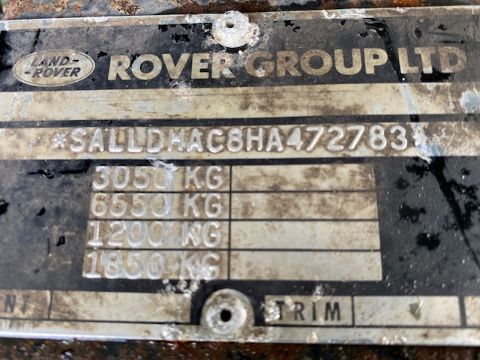 LAND-
-ROVER
ROVER GROUP LTD
*SALLDHAC8HA472783*
3050 KG
6550 KG
1200 KG
1850 KG
TRIM